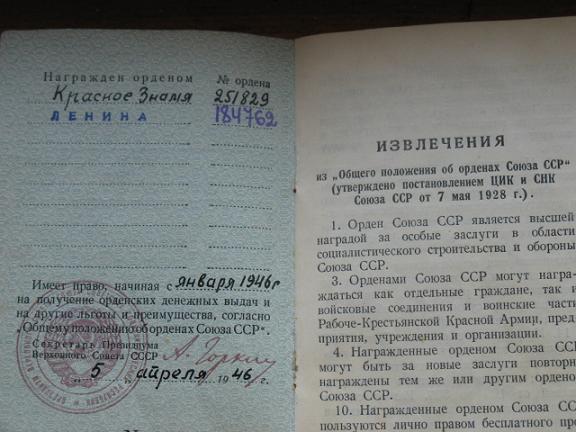 Награжден орденом № ордена
Красное Знамя 251829
ЛЕНИНА 184762
Имеет право, начиная с января 1946 г
на получение орденских денежных выдач и
на другие льготы и преимущества, согласно
„Общему положению об орденах Союза ССР“.
Секретарь Президиума
Верховного Совета СССР А. Горкин
„ 5 “ апреля 19 46 г.
ИЗВЛЕЧЕНИЯ
из „Общего положения об орденах Союза ССР“
(утверждено постановлением ЦИК и СНК
Союза ССР от 7 мая 1928 г.).
1. Орден Союза ССР является высшей
наградой за особые заслуги в области
социалистического строительства и обороны
Союза ССР.
3. Орденами Союза ССР могут награ-
ждаться как отдельные граждане, так и
войсковые соединения и воинские части
Рабоче-Крестьянской Красной Армии, пред-
приятия, учреждения и организации.
4. Награжденные орденом Союза ССР
могут быть за новые заслуги повторно
награждены тем же или другим орденом
Союза ССР.
10. Награжденные орденом Союза СС
пользуются лично правом бесплатного пр